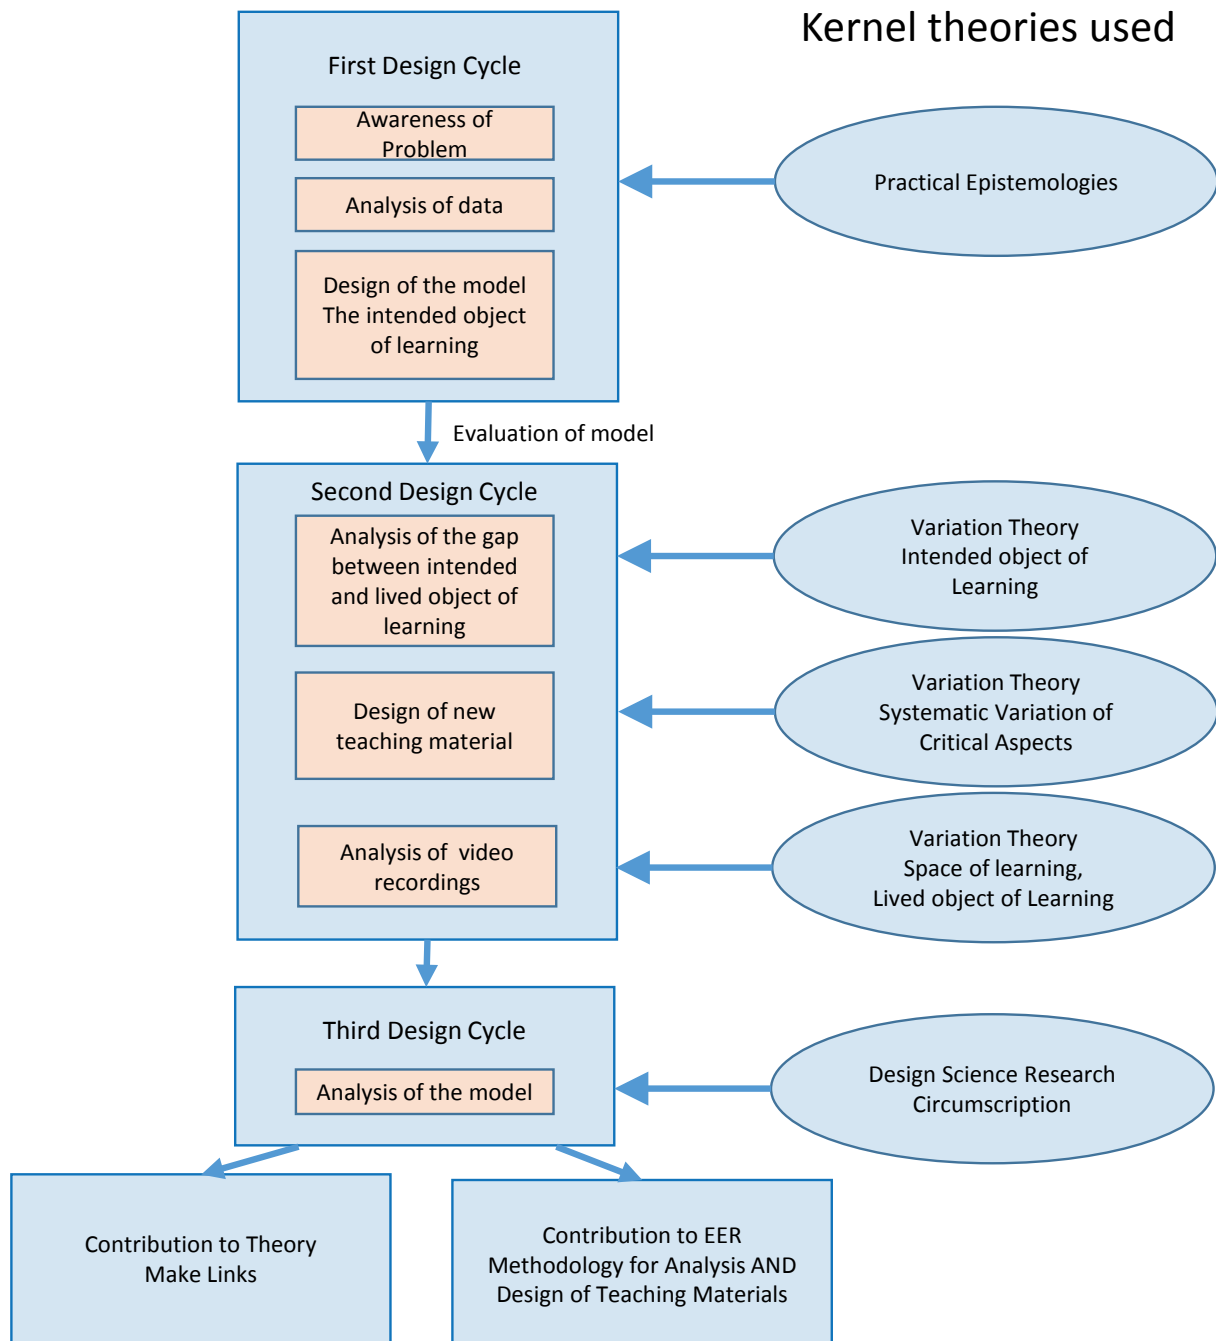 Kernel theories used
First Design Cycle
Awareness of
Problem
Analysis of data
Design of the model
The intended object
of learning
Practical Epistemologies
Evaluation of model
Second Design Cycle
Analysis of the gap
between intended
and lived object of
learning
Variation Theory
Intended object of
Learning
Design of new
teaching material
Variation Theory
Systematic Variation of
Critical Aspects
Analysis of video
recordings
Variation Theory
Space of learning,
Lived object of Learning
Third Design Cycle
Analysis of the model
Design Science Research
Circumscription
Contribution to Theory
Make Links
Contribution to EER
Methodology for Analysis AND
Design of Teaching Materials